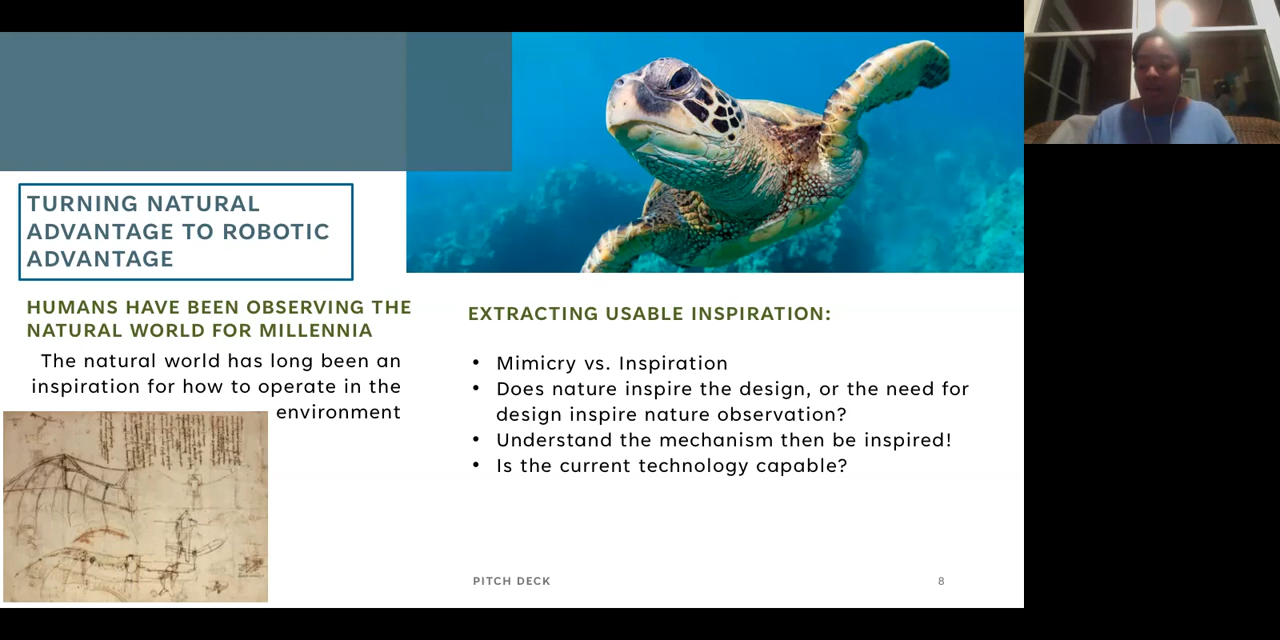 TURNING NATURAL
ADVANTAGE TO ROBOTIC
ADVANTAGE
HUMANS HAVE BEEN OBSERVING THE
NATURAL WORLD FOR MILLENNIA
The natural world has long been an
inspiration for how to operate in the
environment
EXTRACTING USABLE INSPIRATION:
• Mimicry vs. Inspiration
• Does nature inspire the design, or the need for
design inspire nature observation?
• Understand the mechanism then be inspired!
• Is the current technology capable?
PITCH DECK
8